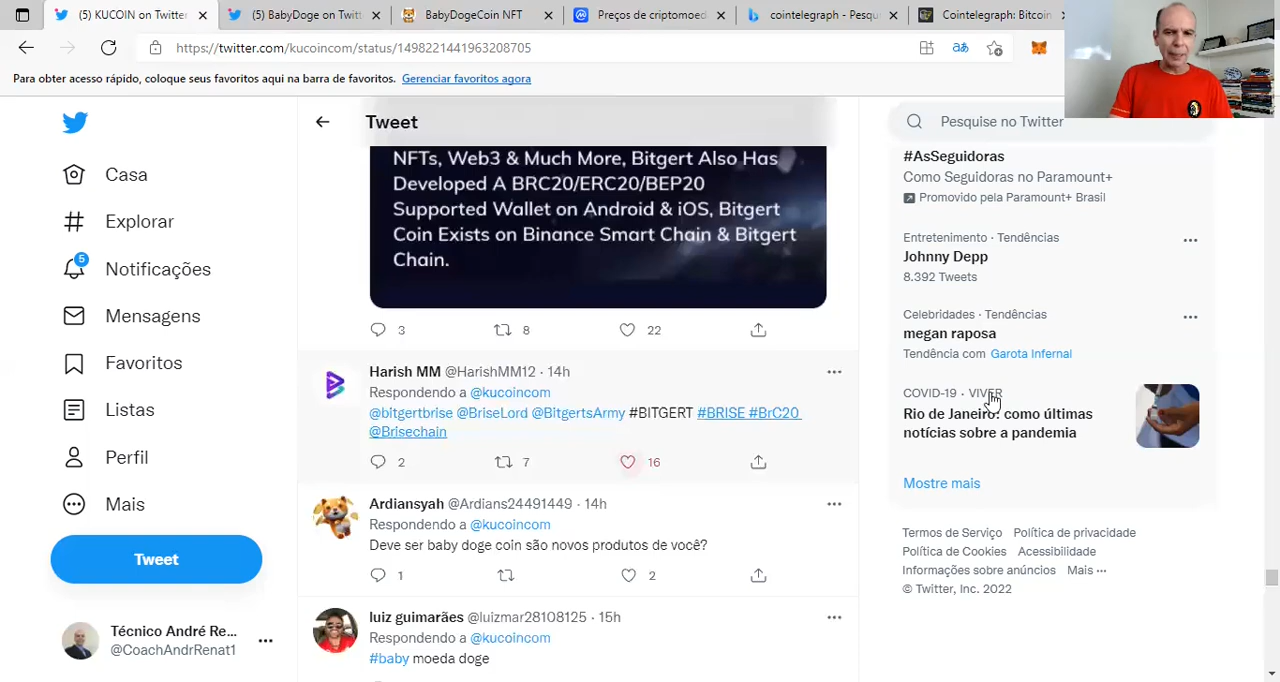 (5) KUCOIN on Twitter
(5) BabyDoge on Twitt
BabyDogeCoin NFT
Preços de criptomoed
cointelegraph - Pesqu
Cointelegraph: Bitcoin
https://twitter.com/kucoincom/status/1498221441963208705
Para obter acesso rápido, coloque seus favoritos aqui na barra de favoritos. Gerenciar favoritos agora
Casa
Explorar
5
Notificações
Mensagens
Favoritos
Listas
Perfil
Mais
Tweet
Técnico André Re...
@CoachAndrRenat1
Tweet
NFTs, Web3 & Much More, Bitgert Also Has
Developed A BRC20/ERC20/BEP20
Supported Wallet on Android & iOS, Bitgert
Coin Exists on Binance Smart Chain & Bitgert
Chain.
3 8 22
Harish MM @HarishMM12 · 14h
Respondendo a @kucoincom
@bitgertbrise @BriseLord @BitgertsArmy #BITGERT #BRISE #BrC20
@Brisechain
2 7 16
Ardiansyah @Ardians24491449 · 14h
Respondendo a @kucoincom
Deve ser baby doge coin são novos produtos de você?
1 2
luiz guimarães @luizmar28108125 · 15h
Respondendo a @kucoincom
#baby moeda doge
Pesquise no Twitter
#AsSeguidoras
Como Seguidoras no Paramount+
Promovido pela Paramount+ Brasil
Entretenimento · Tendências
Johnny Depp
8.392 Tweets
Celebridades · Tendências
megan raposa
Tendência com Garota Infernal
COVID-19 · VIVER
Rio de Janeiro: como últimas
notícias sobre a pandemia
Mostre mais
Termos de Serviço Política de privacidade
Política de Cookies Acessibilidade
Informações sobre anúncios Mais ···
© Twitter, Inc. 2022